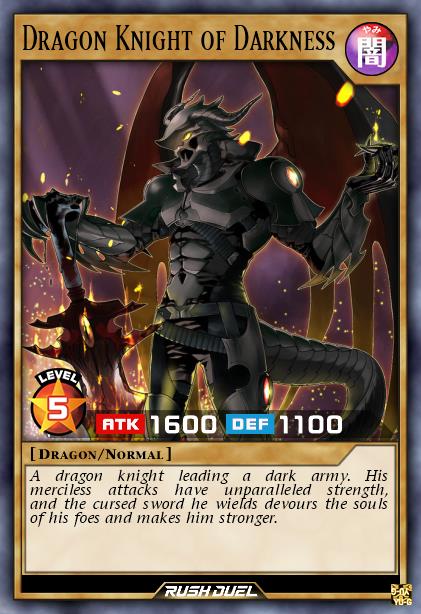 DRAGON KNIGHT OF DARKNESS
やみ
闇
LEVEL
5
ATK 1600 DEF 1100
[DRAGON/NORMAL]
A dragon knight leading a dark army. His
merciless attacks have unparalleled strength,
and the cursed sword he wields devours the souls
of his foes and makes him stronger.
RUSH DUEL